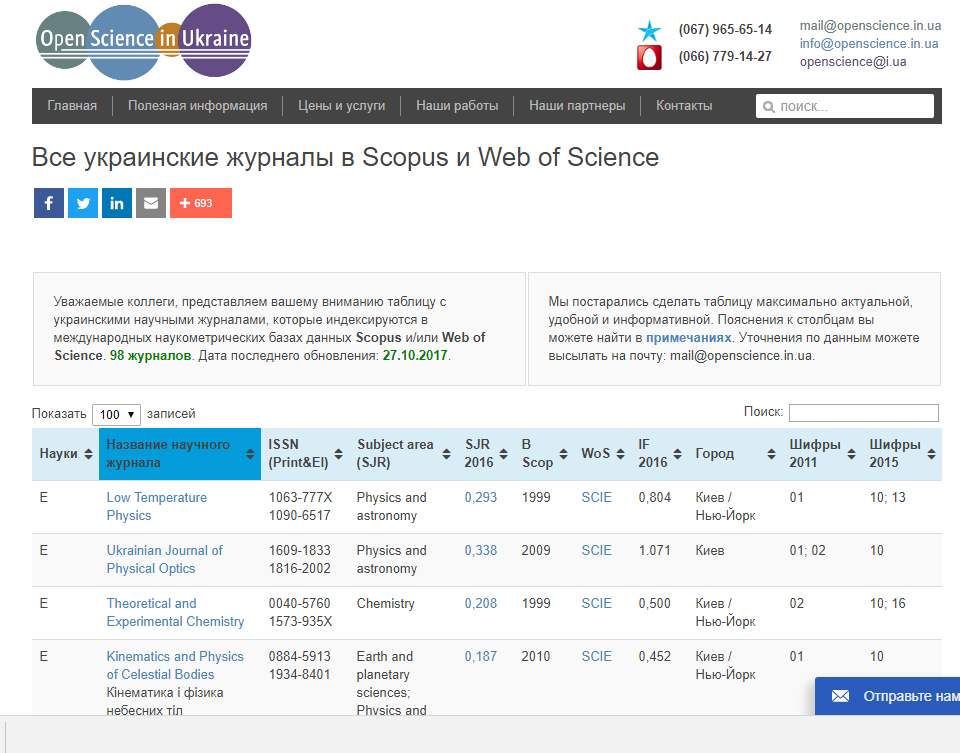 Open Science in Ukraine
(067) 965-65-14
(066) 779-14-27
mail@openscience.in.ua
info@openscience.in.ua
openscience@i.ua
Главная Полезная информация Цены и услуги Наши работы Наши партнеры Контакты поиск...
Все украинские журналы в Scopus и Web of Science
693
Уважаемые коллеги, представляем вашему вниманию таблицу с
украинскими научными журналами, которые индексируются в
международных наукометрических базах данных Scopus и/или Web of
Science. 98 журналов. Дата последнего обновления: 27.10.2017.
Мы постарались сделать таблицу максимально актуальной,
удобной и информативной. Пояснения к столбцам вы
можете найти в примечаниях. Уточнения по данным можете
высылать на почту: mail@openscience.in.ua.
Показать 100 записей
Поиск:
Науки Название научного ISSN Subject area SJR В WoS IF Город Шифры Шифры
журнала (Print&El) (SJR) 2016 Scop 2016 2011 2015
E Low Temperature 1063-777X Physics and 0,293 1999 SCIE 0,804 Киев / 01 10; 13
Physics 1090-6517 astronomy Нью-Йорк
E Ukrainian Journal of 1609-1833 Physics and 0,338 2009 SCIE 1.071 Киев 01; 02 10
Physical Optics 1816-2002 astronomy
E Theoretical and 0040-5760 Chemistry 0,208 1999 SCIE 0,500 Киев / 02 10; 16
Experimental Chemistry 1573-935X Нью-Йорк
E Kinematics and Physics 0884-5913 Earth and 0,187 2010 SCIE 0,452 Киев / 01 10
of Celestial Bodies 1934-8401 planetary Нью-Йорк
Кінематика і фізика sciences;
небесних тіл Physics and
Отправьте нам